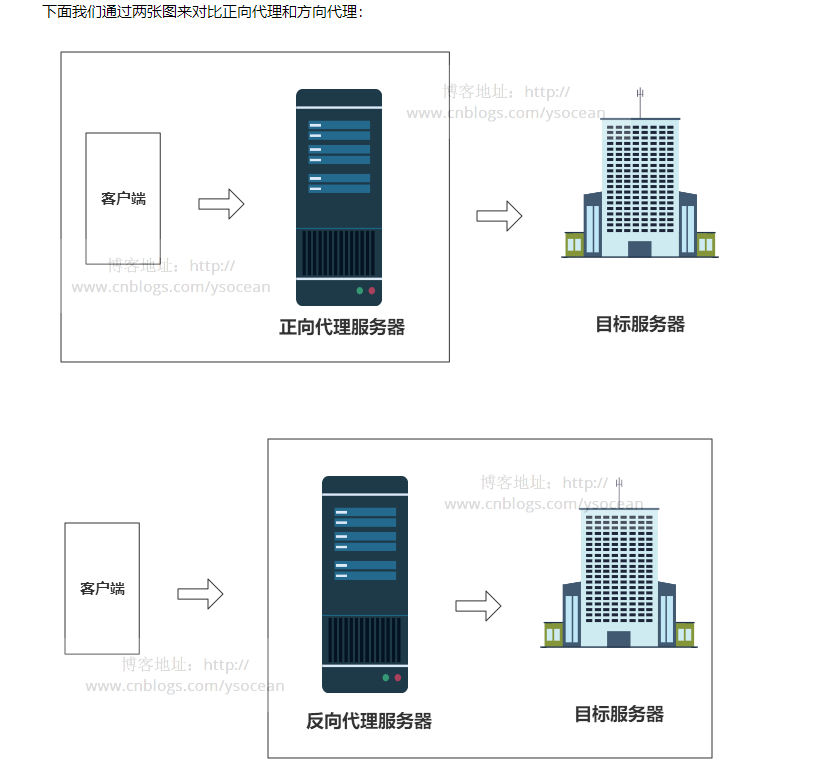 下面我们通过两张图来对比正向代理和方向代理：
博客地址：http://
www.cnblogs.com/ysocean
客户端
博客地址：http://
www.cnblogs.com/ysocean
正向代理服务器
目标服务器
博客地址：http://
www.cnblogs.com/ysocean
客户端
博客地址：http://
www.cnblogs.com/ysocean
反向代理服务器
目标服务器